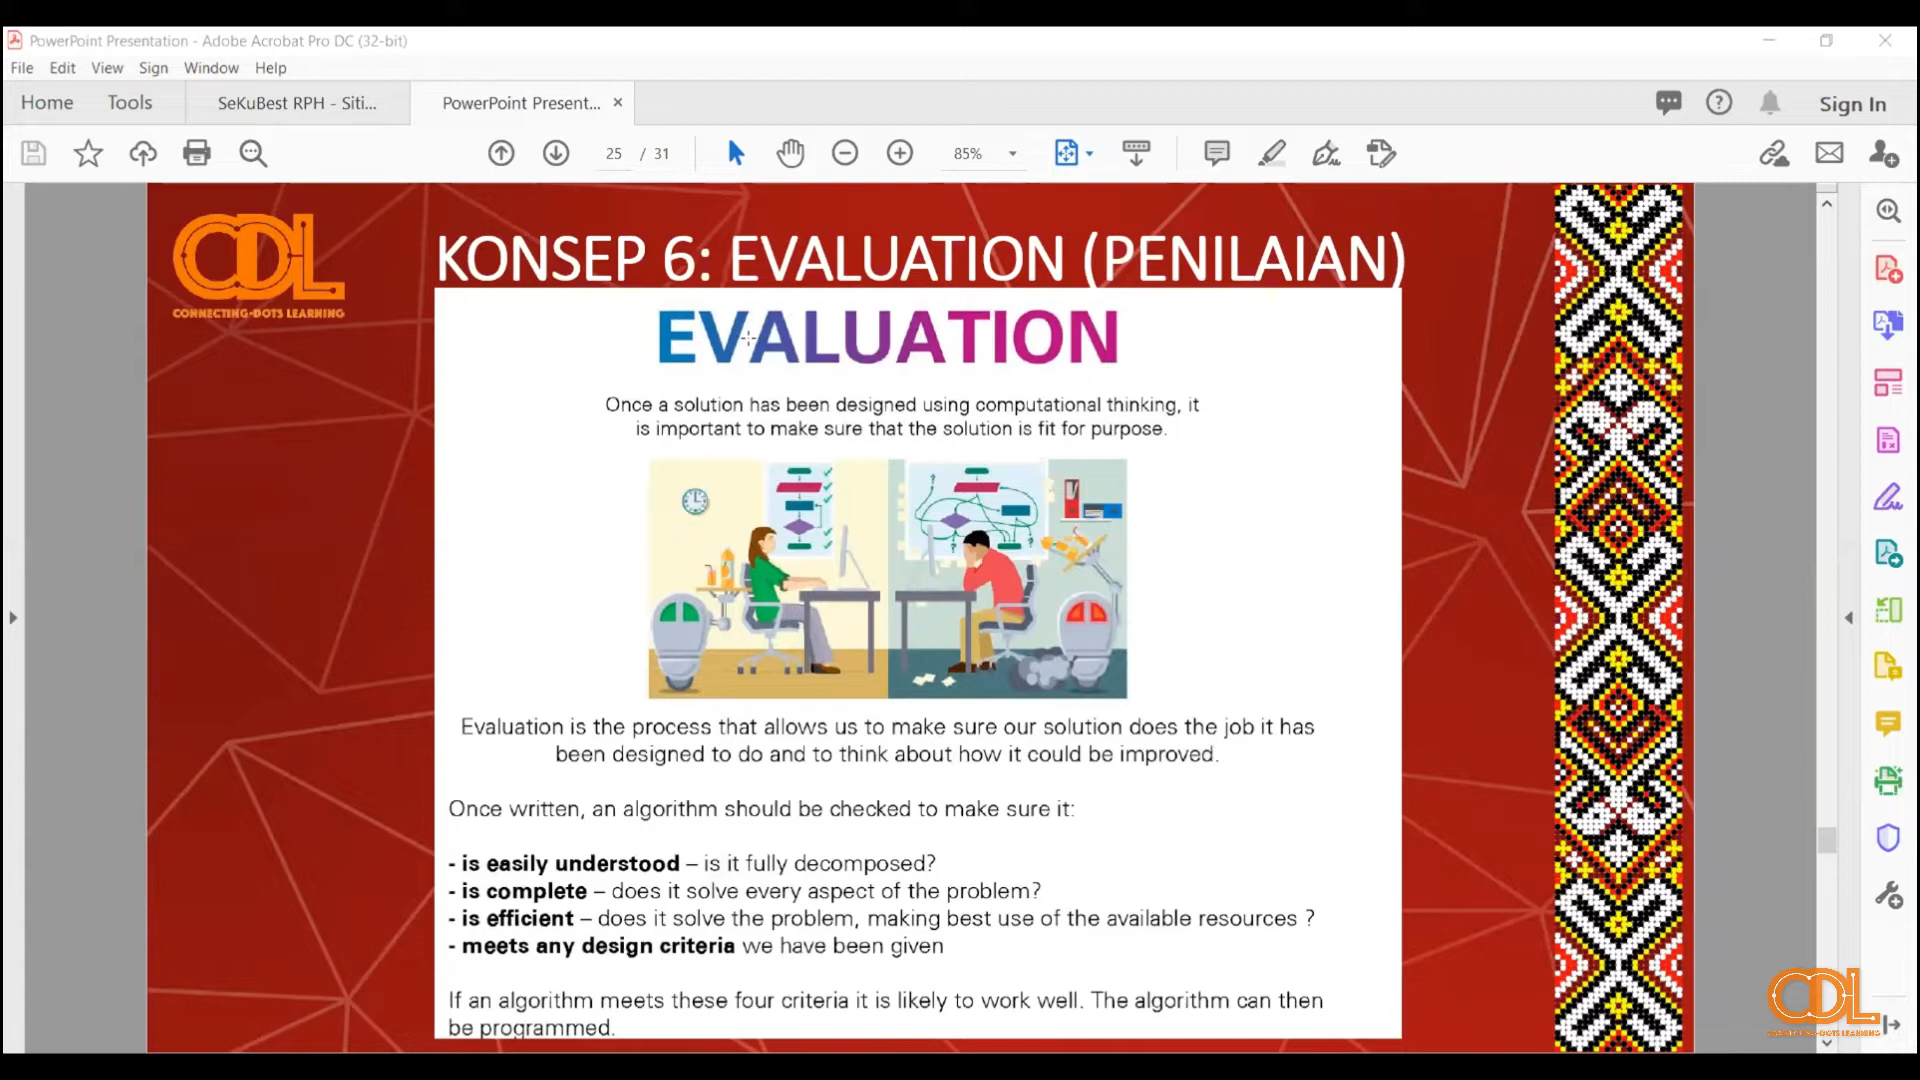 PowerPoint Presentation - Adobe Acrobat Pro DC (32-bit)
File Edit View Sign Window Help
Home Tools SeKuBest RPH - Siti... PowerPoint Present... × Sign In
25 / 31 85%
CDL
CONNECTING-DOTS LEARNING
KONSEP 6: EVALUATION (PENILAIAN)
EVALUATION
Once a solution has been designed using computational thinking, it
is important to make sure that the solution is fit for purpose.
Evaluation is the process that allows us to make sure our solution does the job it has
been designed to do and to think about how it could be improved.
Once written, an algorithm should be checked to make sure it:
- is easily understood – is it fully decomposed?
- is complete – does it solve every aspect of the problem?
- is efficient – does it solve the problem, making best use of the available resources ?
- meets any design criteria we have been given
If an algorithm meets these four criteria it is likely to work well. The algorithm can then
be programmed.
CDL
CONNECTING-DOTS LEARNING